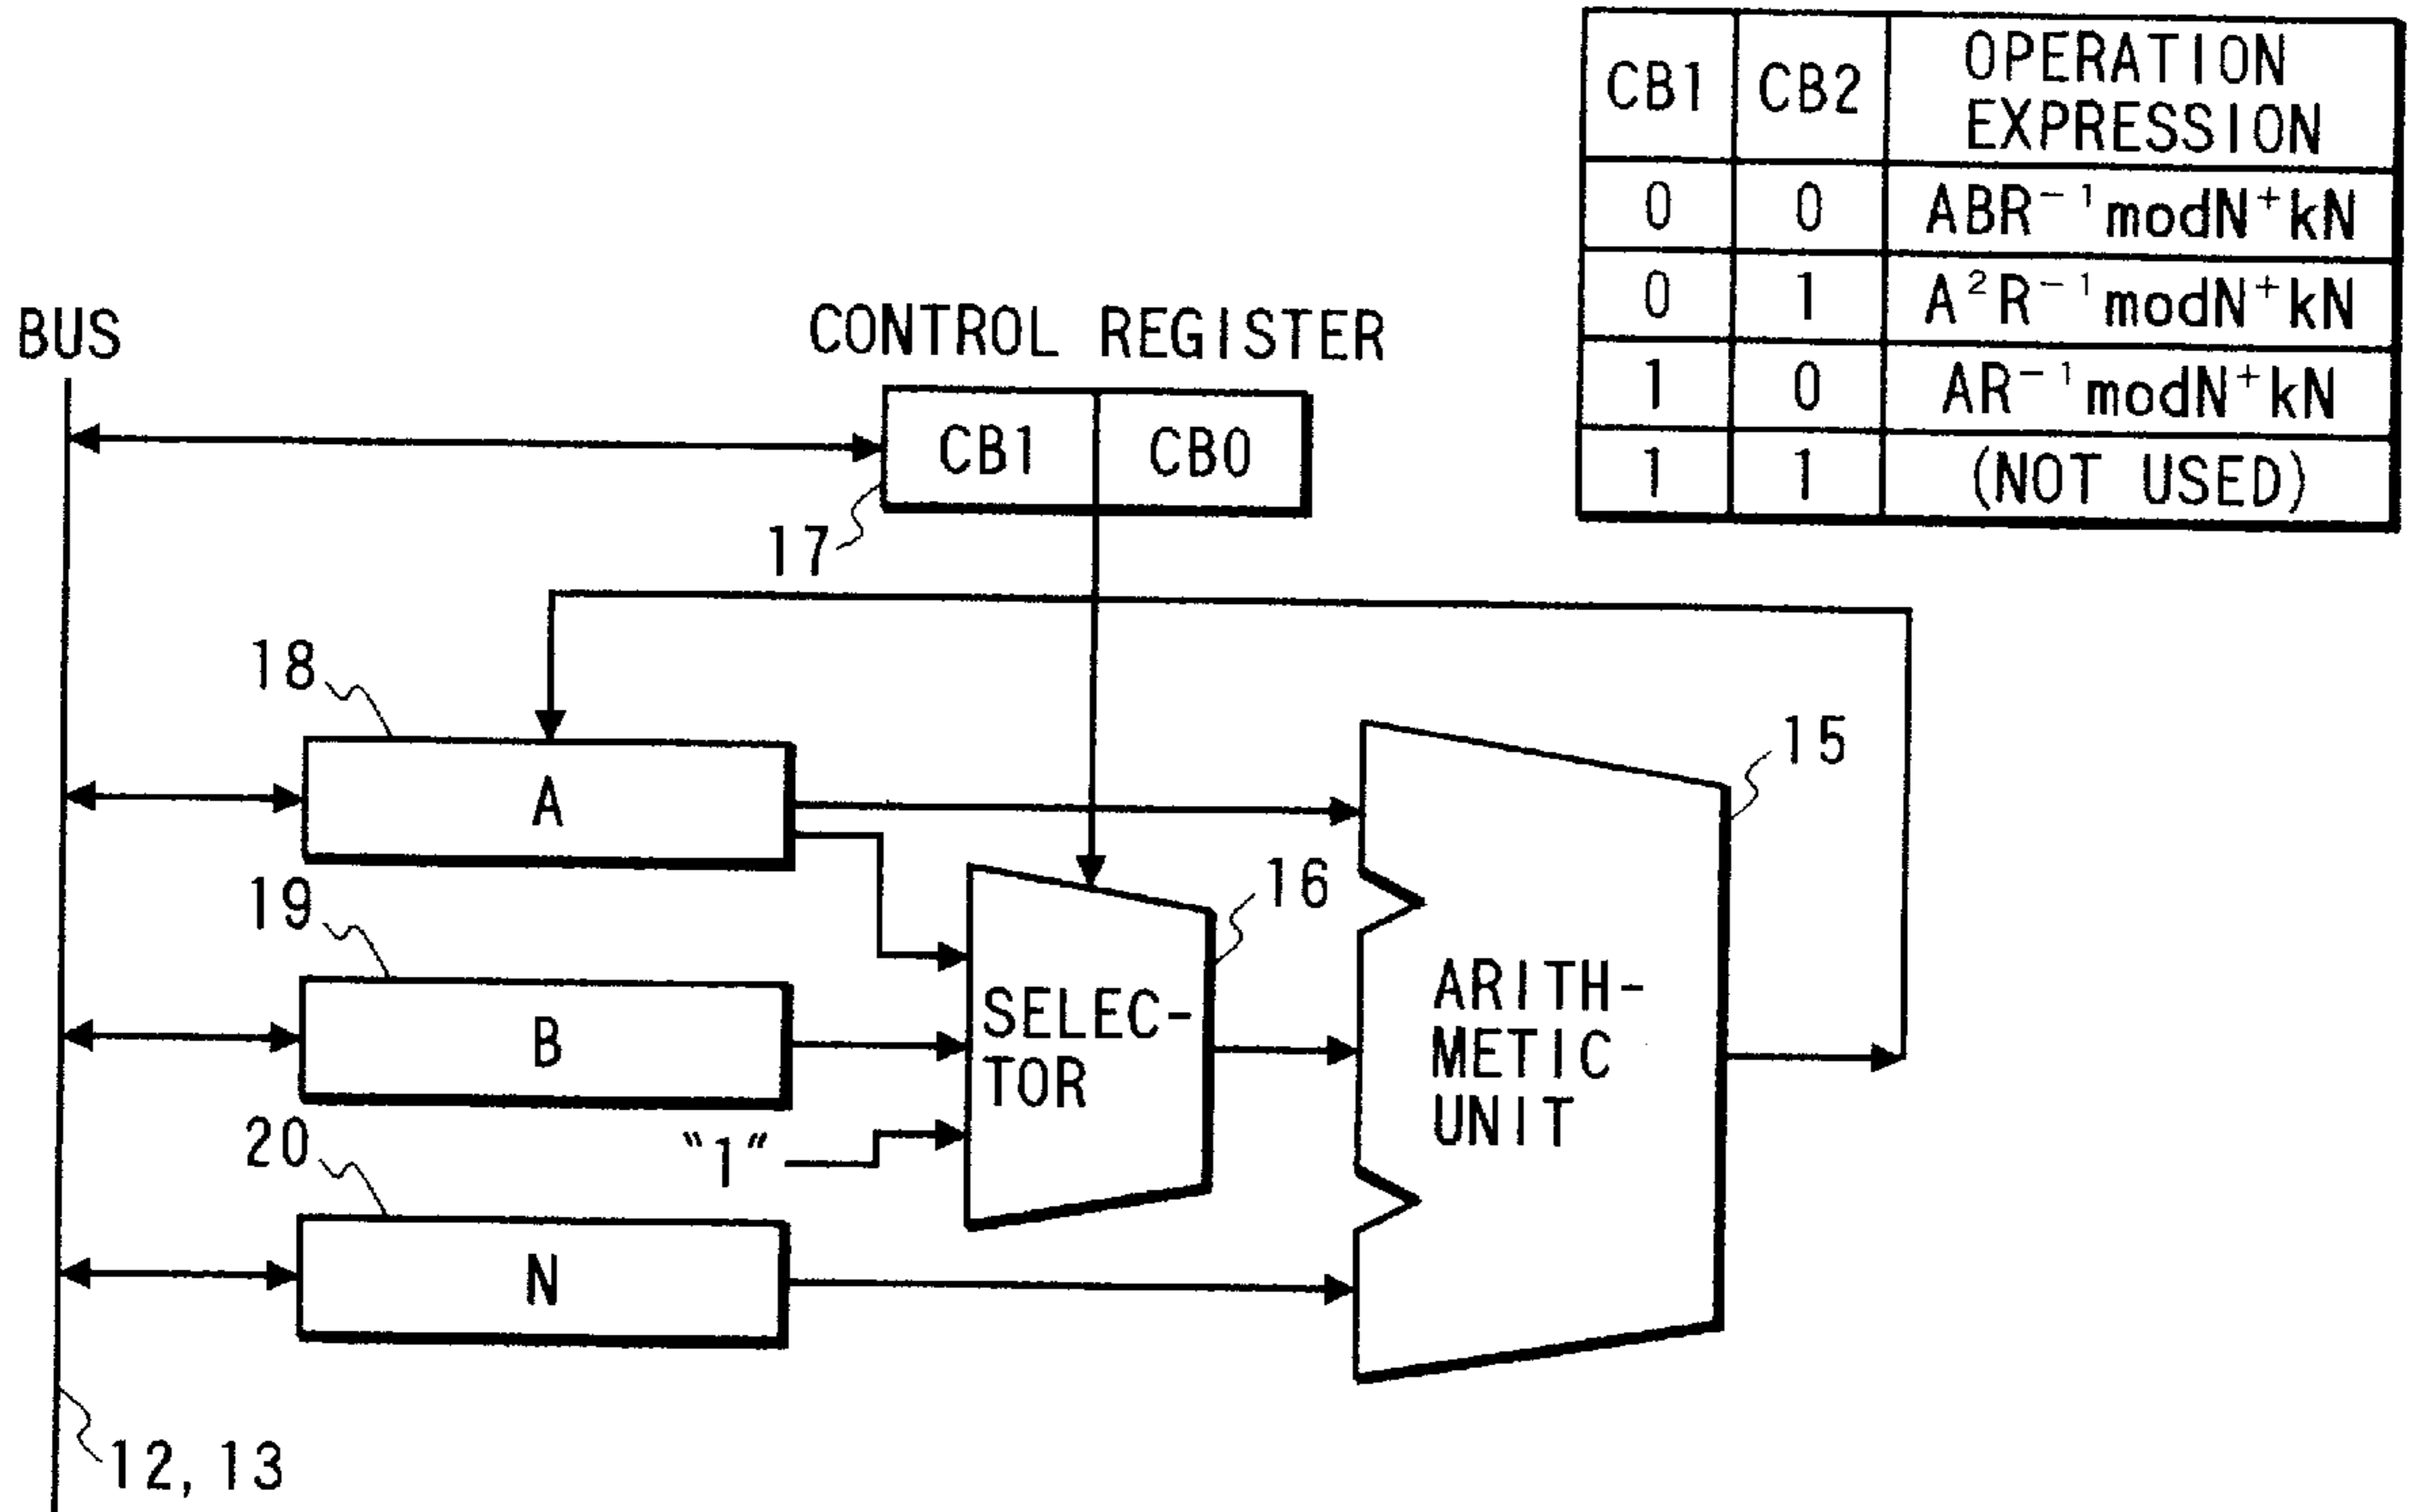 CB1 CB2 OPERATION EXPRESSION
0 0 ABR⁻¹modN⁺kN
0 1 A²R⁻¹modN⁺kN
1 0 AR⁻¹modN⁺kN
1 1 (NOT USED)
BUS
CONTROL REGISTER
CB1 CB0
17
18
A
15
19
B
16
SELEC-
TOR
ARITH-
METIC
UNIT
"1"
20
N
12, 13